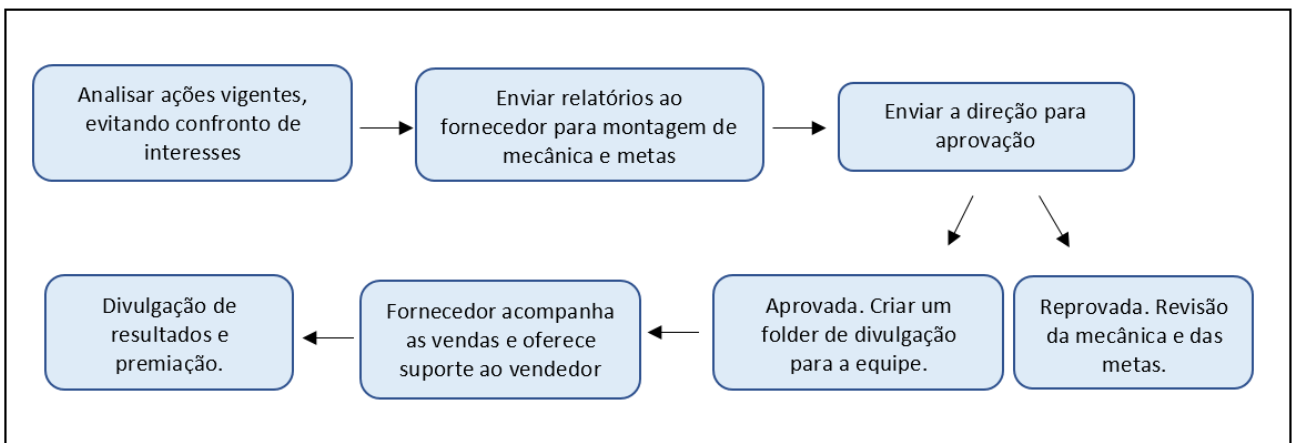 Analisar ações vigentes,
evitando confronto de
interesses
Enviar relatórios ao
fornecedor para montagem de
mecânica e metas
Enviar a direção para
aprovação
Divulgação de
resultados e
premiação.
Fornecedor acompanha
as vendas e oferece
suporte ao vendedor
Aprovada. Criar um
folder de divulgação
para a equipe.
Reprovada. Revisão
da mecânica e das
metas.